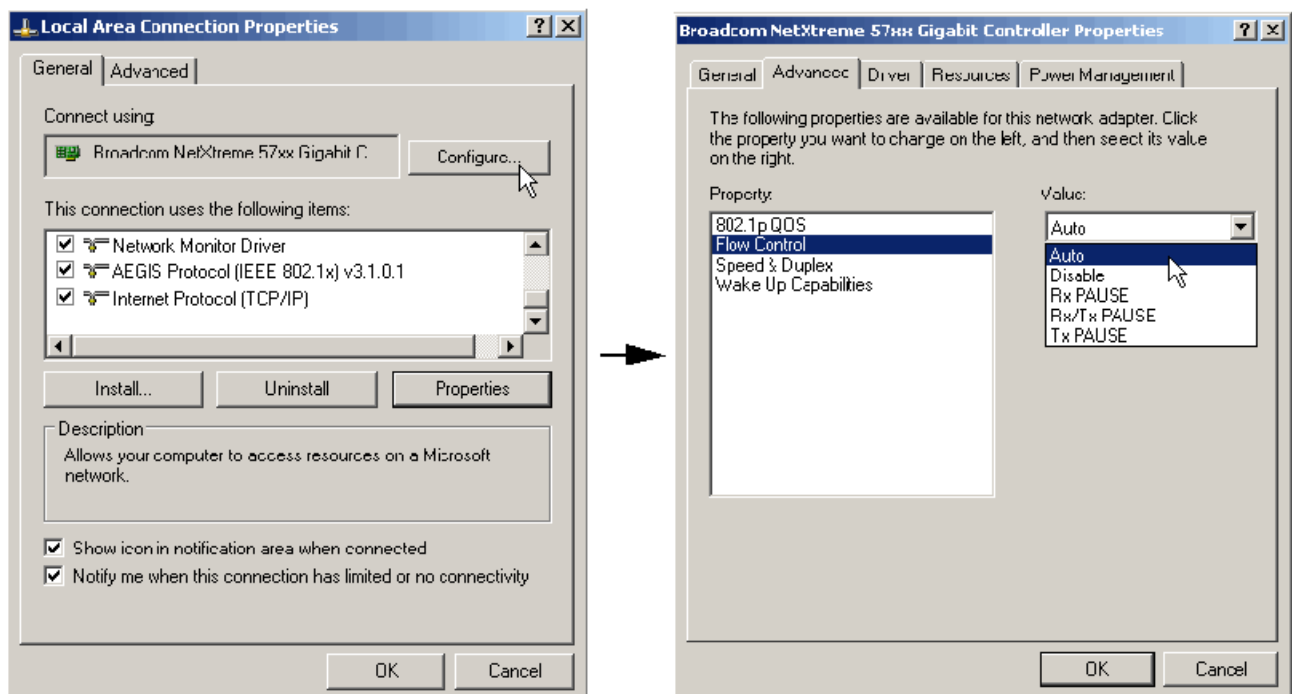 Local Area Connection Properties
General
Advanced
Connect using:
Broadcom NetXtreme 57xx Gigabit C
Configure...
This connection uses the following items:
Network Monitor Driver
AEGIS Protocol (IEEE 802.1x) v3.1.0.1
Internet Protocol (TCP/IP)
Install...
Uninstall
Properties
Description
Allows your computer to access resources on a Microsoft
network.
Show icon in notification area when connected
Notify me when this connection has limited or no connectivity
OK
Cancel
Broadcom NetXtreme 57xx Gigabit Controller Properties
General
Advanced
Driver
Resources
Power Management
The following properties are available for this network adapter. Click
the property you want to change on the left, and then select its value
on the right.
Property:
802.1p QOS
Flow Control
Speed & Duplex
Wake Up Capabilities
Value:
Auto
Auto
Disable
Rx PAUSE
Rx/Tx PAUSE
Tx PAUSE
OK
Cancel